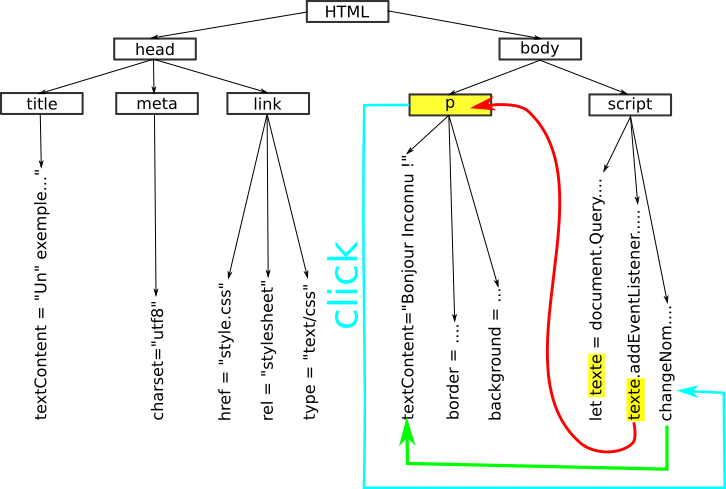 HTML
head
body
title
meta
link
p
script
textContent = "Un" exemple..."
charset="utf8"
href = "style.css"
rel = "stylesheet"
type = "text/css"
click
textContent="Bonjour Inconnu !"
border = ....
background = ...
let texte = document.Query....
texte.addEventListener.....
changeNom....